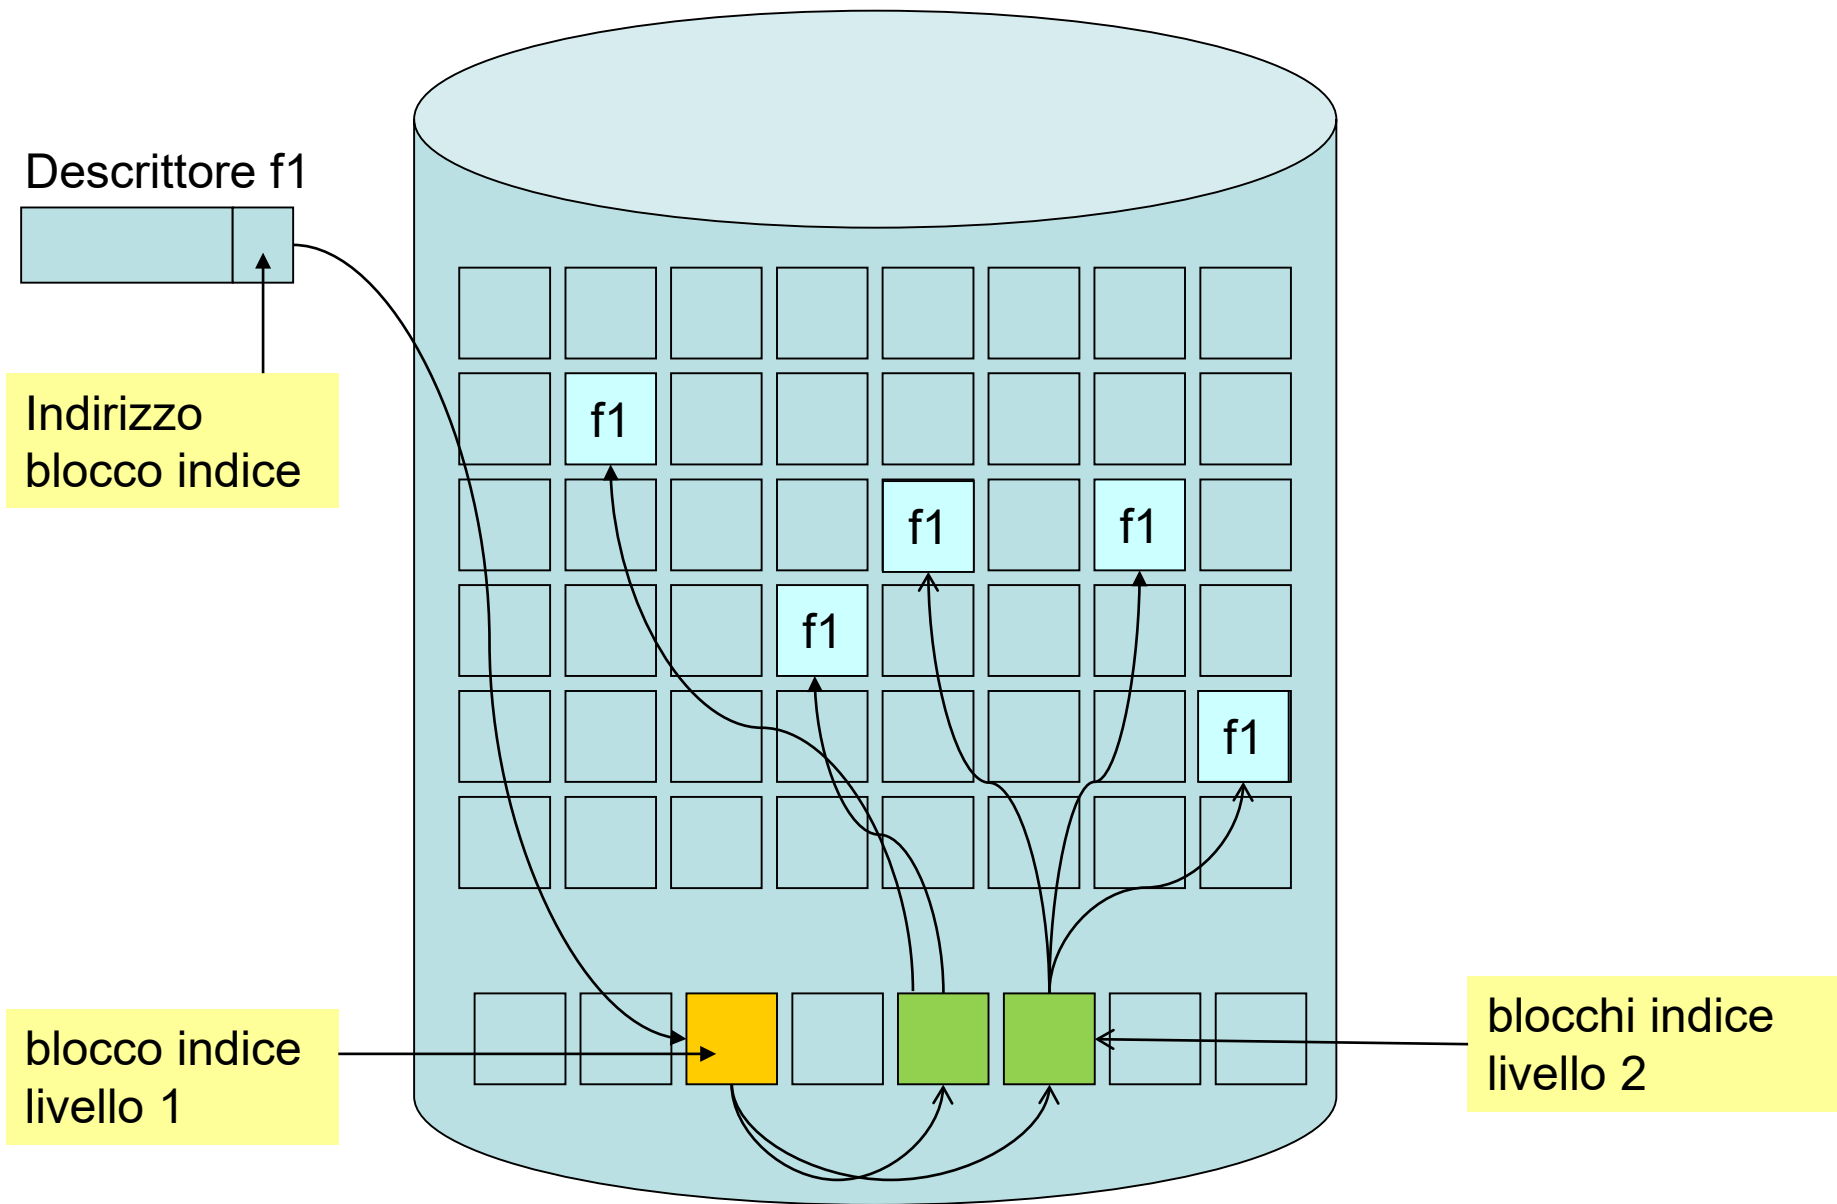 Descrittore f1
Indirizzo
blocco indice
f1
f1
f1
f1
f1
blocco indice
livello 1
blocchi indice
livello 2